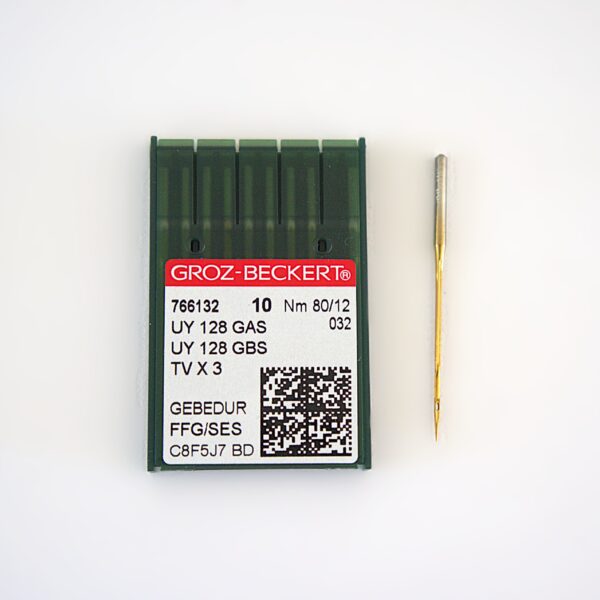 GROZ-BECKERT®
766132 10 Nm 80/12
032
UY 128 GAS
UY 128 GBS
TV X 3
GEBEDUR
FFG/SES
C8F5J7 BD